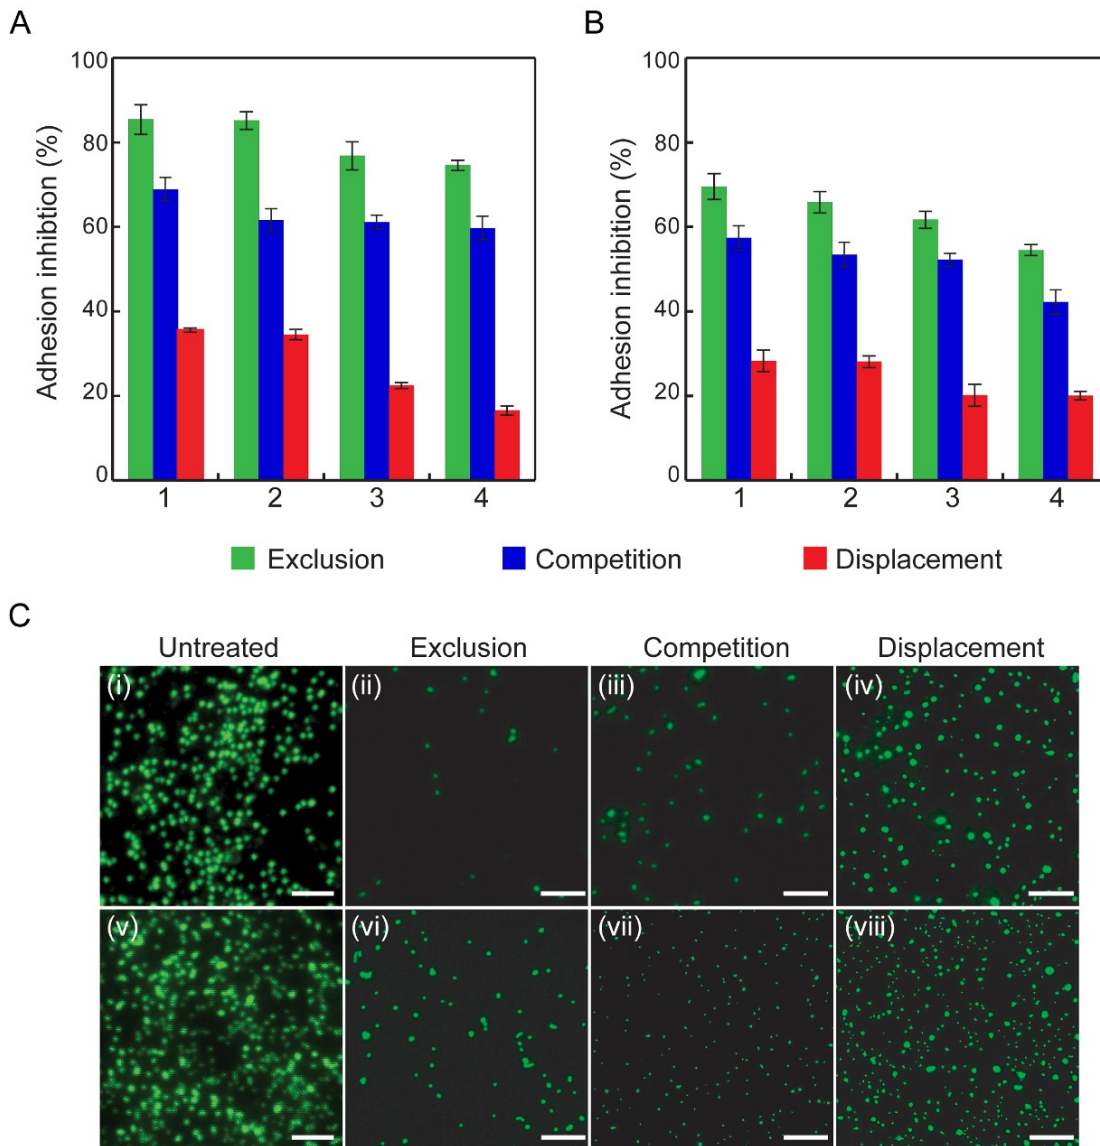 A
B
Adhesion inhibtion (%)
100
80
60
40
20
0
1 2 3 4
Adhesion inhibition (%)
100
80
60
40
20
0
1 2 3 4
Exclusion Competition Displacement
C
Untreated Exclusion Competition Displacement
(i) (ii) (iii) (iv)
(v) (vi) (vii) (viii)